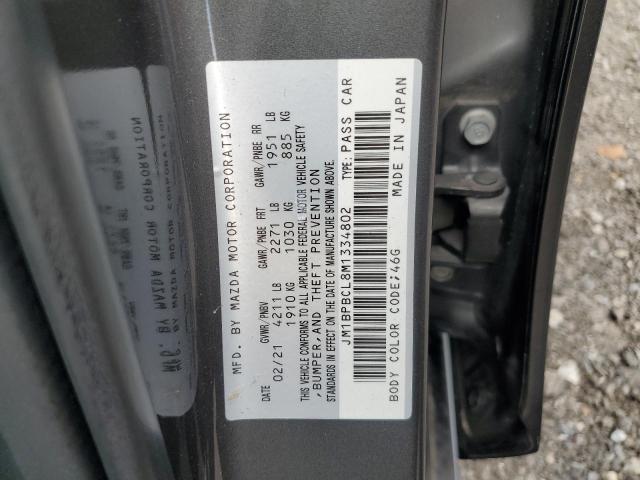 MFD. BY MAZDA MOTOR CORPORATION
DATE GVWR/PNBV GAWR/PNBE FRT GAWR/PNBE RR
02/21 4211 LB 2271 LB 1951 LB
1910 KG 1030 KG 885 KG
THIS VEHICLE CONFORMS TO ALL APPLICABLE FEDERAL MOTOR VEHICLE SAFETY
,BUMPER,AND THEFT PREVENTION
STANDARDS IN EFFECT ON THE DATE OF MANUFACTURE SHOWN ABOVE.
JM1BPBCL8M1334802 TYPE: PASS CAR
BODY COLOR CODE;46G MADE IN JAPAN